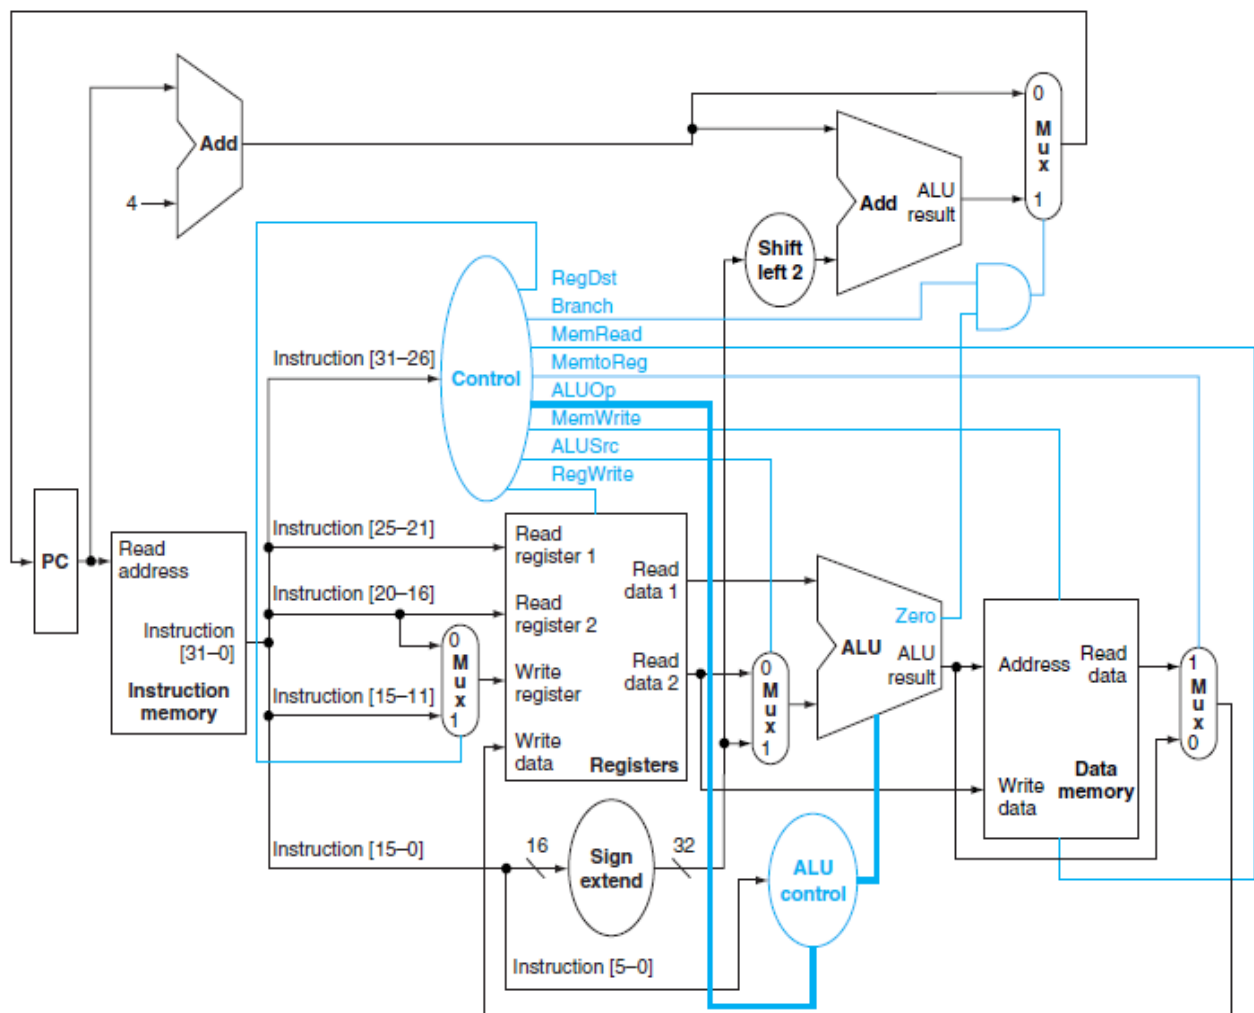 0
M
u
x
1
Add
Add
ALU
result
4
Shift
left 2
RegDst
Branch
MemRead
Instruction [31–26]
MemtoReg
Control
ALUOp
MemWrite
ALUSrc
RegWrite
Instruction [25–21]
PC
Read
address
Read
register 1
Read
data 1
Instruction [20–16]
Read
register 2
Instruction
[31–0]
0
M
u
x
1
Zero
ALU
ALU
result
Read
data 2
0
M
u
x
1
Address
Read
data
1
M
u
x
0
Write
register
Instruction
memory
Instruction [15–11]
Write
data
Registers
Write
data
Data
memory
Instruction [15–0]
16
Sign
extend
32
ALU
control
Instruction [5–0]